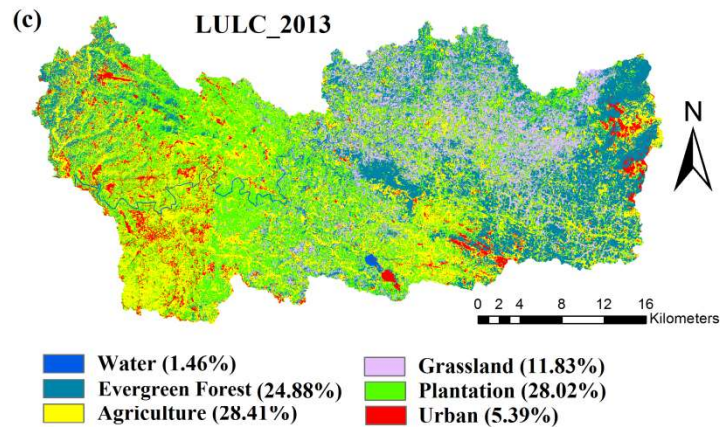 (c) LULC_2013
N
0 2 4 8 12 16
Kilometers
Water (1.46%) Grassland (11.83%)
Evergreen Forest (24.88%) Plantation (28.02%)
Agriculture (28.41%) Urban (5.39%)